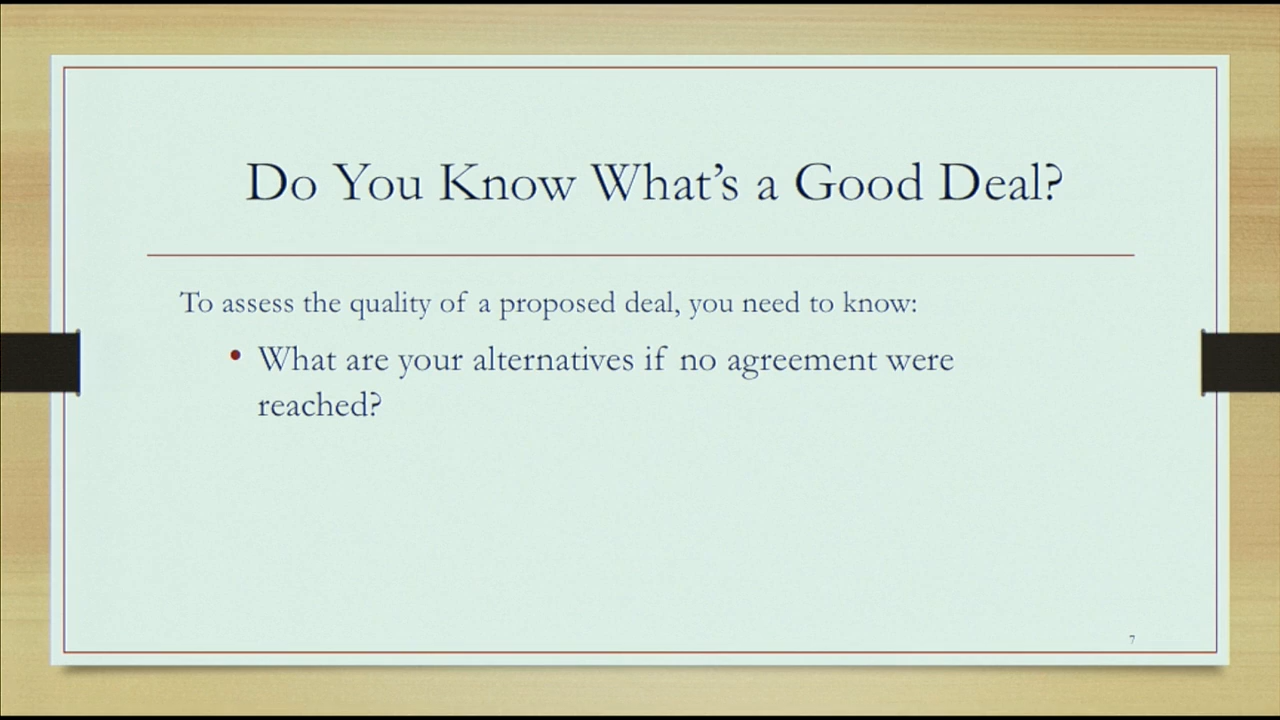 Do You Know What’s a Good Deal?
To assess the quality of a proposed deal, you need to know:
• What are your alternatives if no agreement were
reached?
7